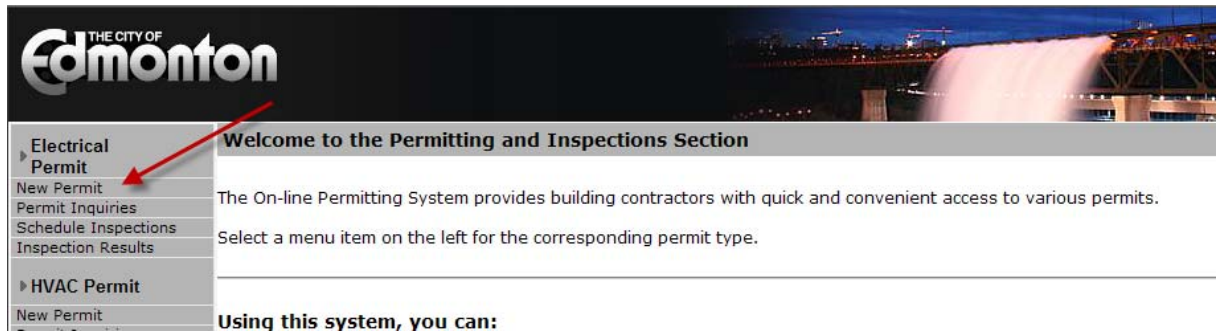 THE CITY OF
Edmonton
Electrical
Permit
New Permit
Permit Inquiries
Schedule Inspections
Inspection Results
HVAC Permit
New Permit
Permit Inquiries
Welcome to the Permitting and Inspections Section
The On-line Permitting System provides building contractors with quick and convenient access to various permits.
Select a menu item on the left for the corresponding permit type.
Using this system, you can: